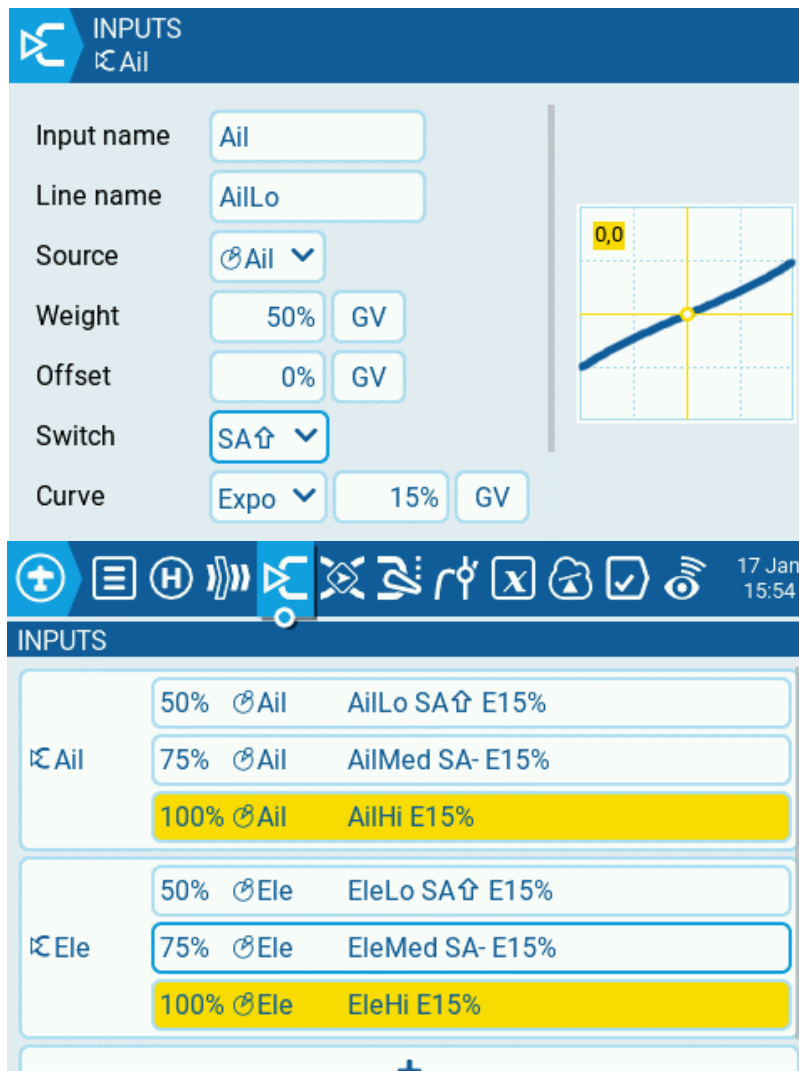 INPUTS
Ail
Input name Ail
Line name AilLo
Source Ail
Weight 50% GV
Offset 0% GV
Switch SA⇧
Curve Expo 15% GV
0,0
17 Jan
15:54
INPUTS
50% Ail AilLo SA⇧ E15%
Ail 75% Ail AilMed SA- E15%
100% Ail AilHi E15%
50% Ele EleLo SA⇧ E15%
Ele 75% Ele EleMed SA- E15%
100% Ele EleHi E15%
+